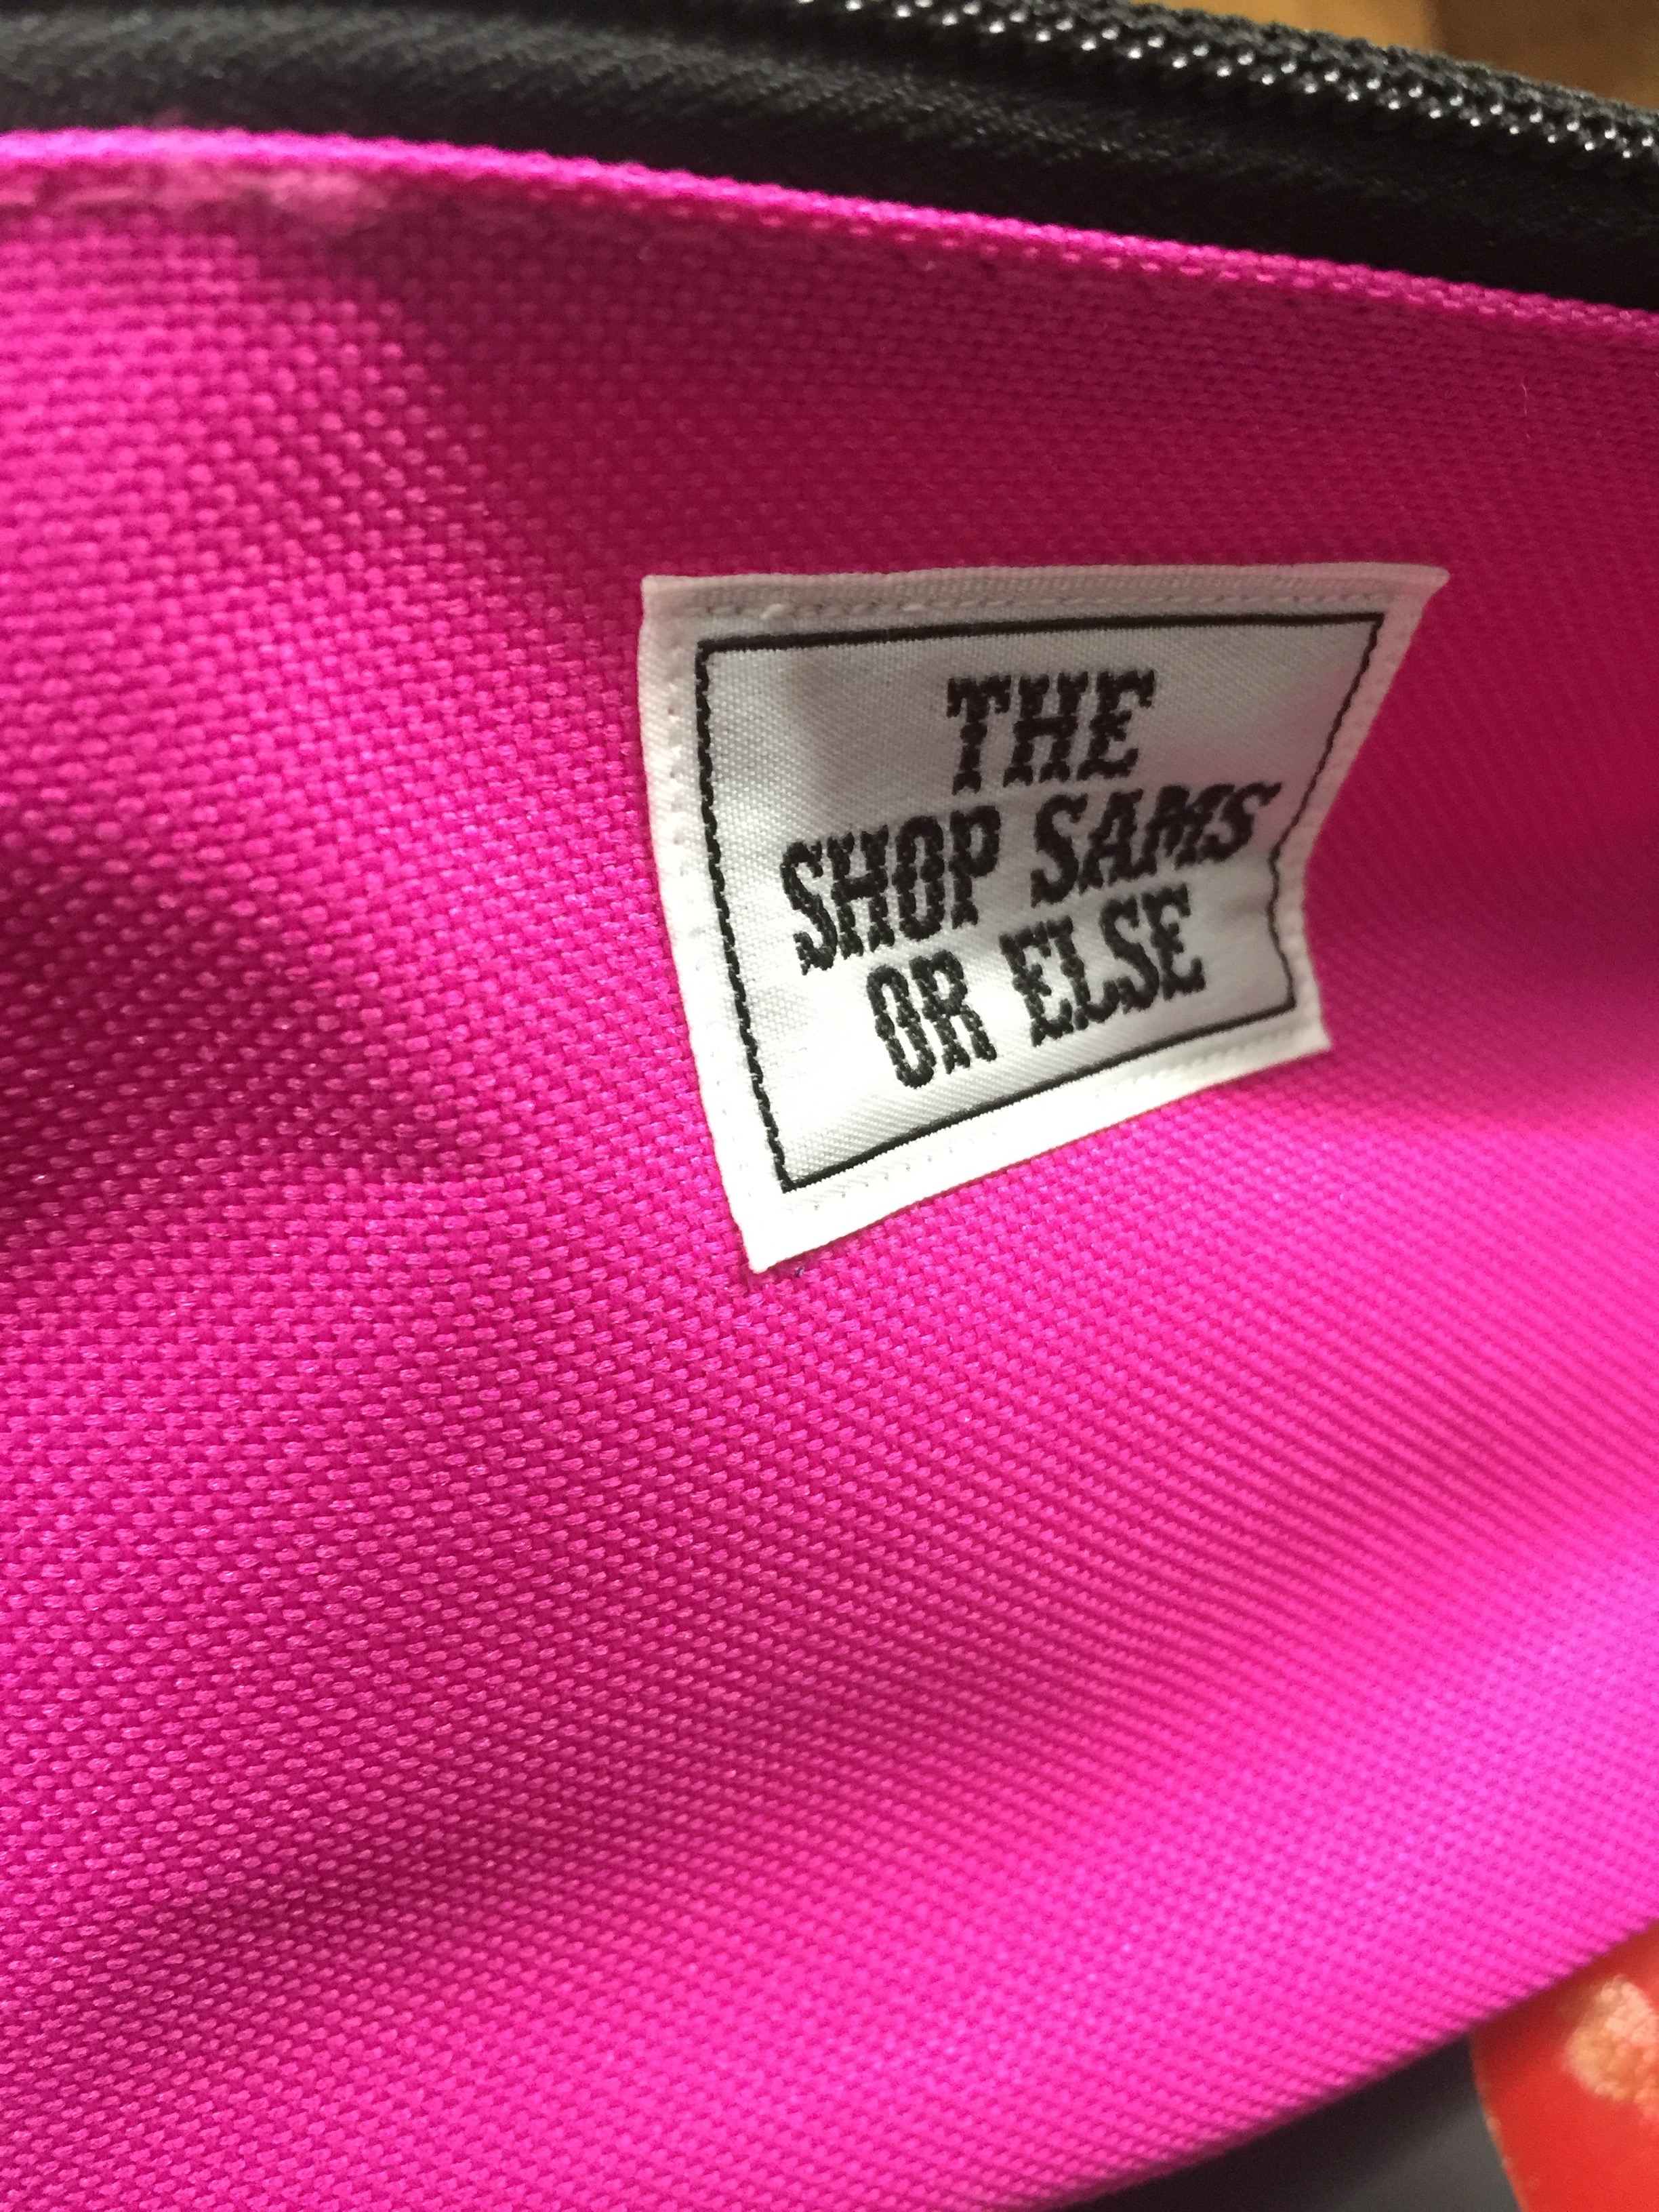 THE
SHOP SAMS
OR ELSE